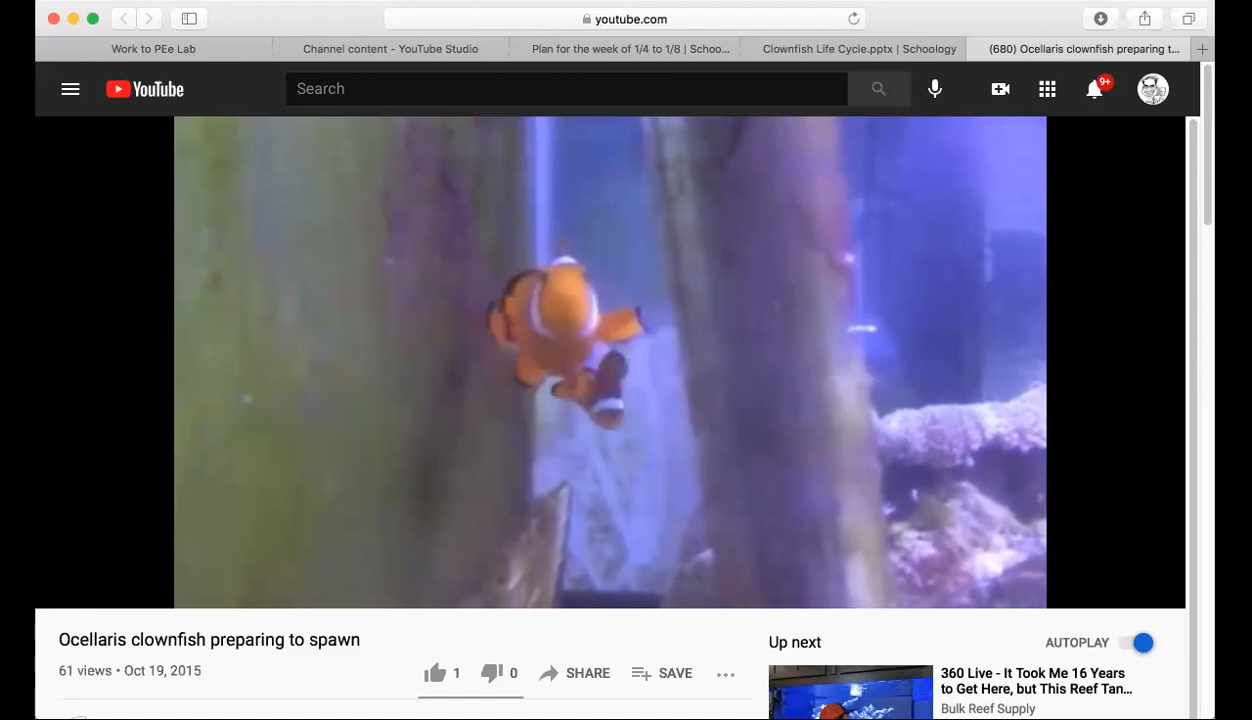 youtube.com
Work to PEe Lab
Channel content - YouTube Studio
Plan for the week of 1/4 to 1/8 | Schoo...
Clownfish Life Cycle.pptx | Schoology
(680) Ocellaris clownfish preparing t...
YouTube
Search
9+
Ocellaris clownfish preparing to spawn
61 views • Oct 19, 2015
1
0
SHARE
SAVE
Up next
AUTOPLAY
360 Live - It Took Me 16 Years
to Get Here, but This Reef Tan...
Bulk Reef Supply